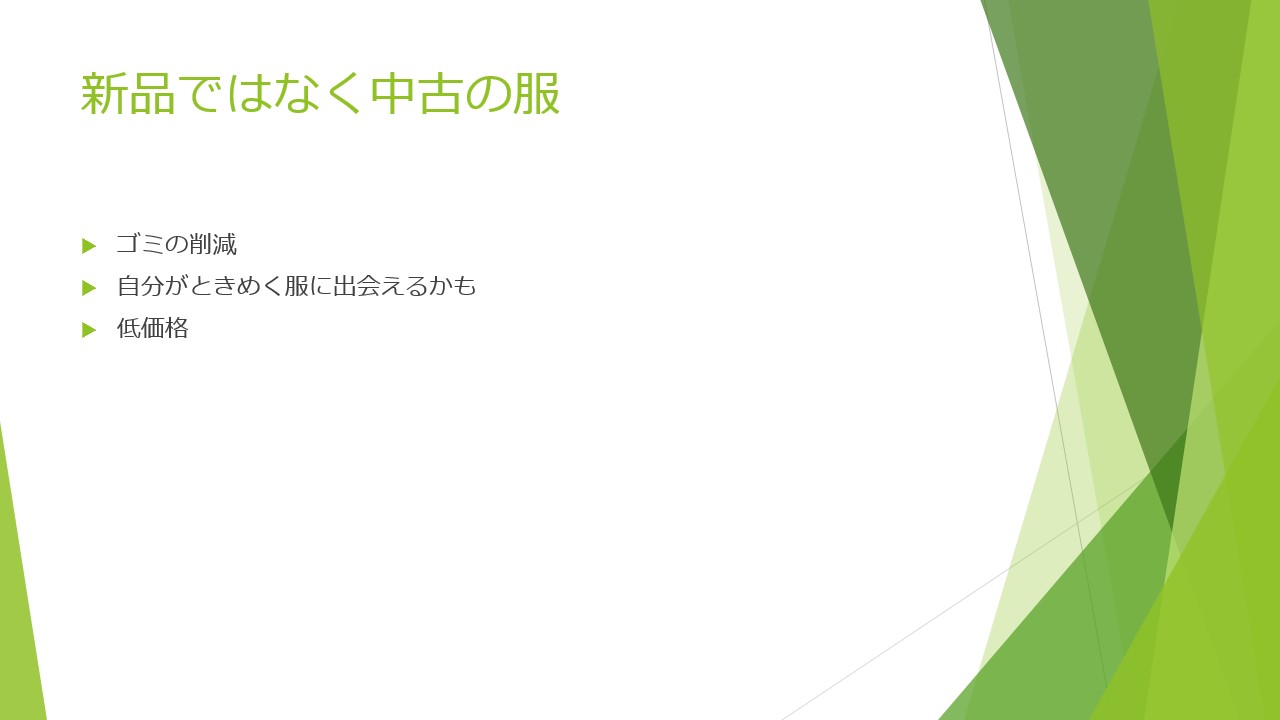 新品ではなく中古の服
ゴミの削減
自分がときめく服に出会えるかも
低価格